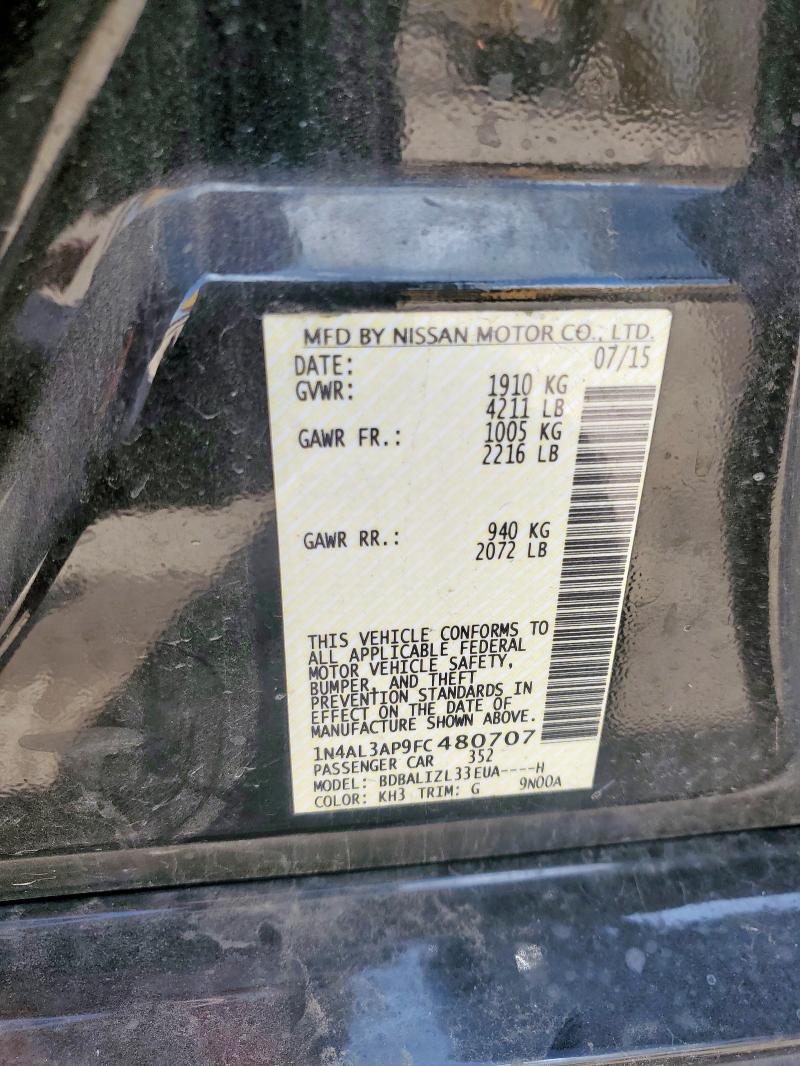 MFD BY NISSAN MOTOR CO., LTD.
DATE: 07/15
GVWR: 1910 KG
4211 LB
GAWR FR.: 1005 KG
2216 LB
GAWR RR.: 940 KG
2072 LB
THIS VEHICLE CONFORMS TO
ALL APPLICABLE FEDERAL
MOTOR VEHICLE SAFETY,
BUMPER, AND THEFT
PREVENTION STANDARDS IN
EFFECT ON THE DATE OF
MANUFACTURE SHOWN ABOVE.
1N4AL3AP9FC480707
PASSENGER CAR 352
MODEL: BDBALIZL33EUA----H
COLOR: KH3 TRIM: G 9N00A